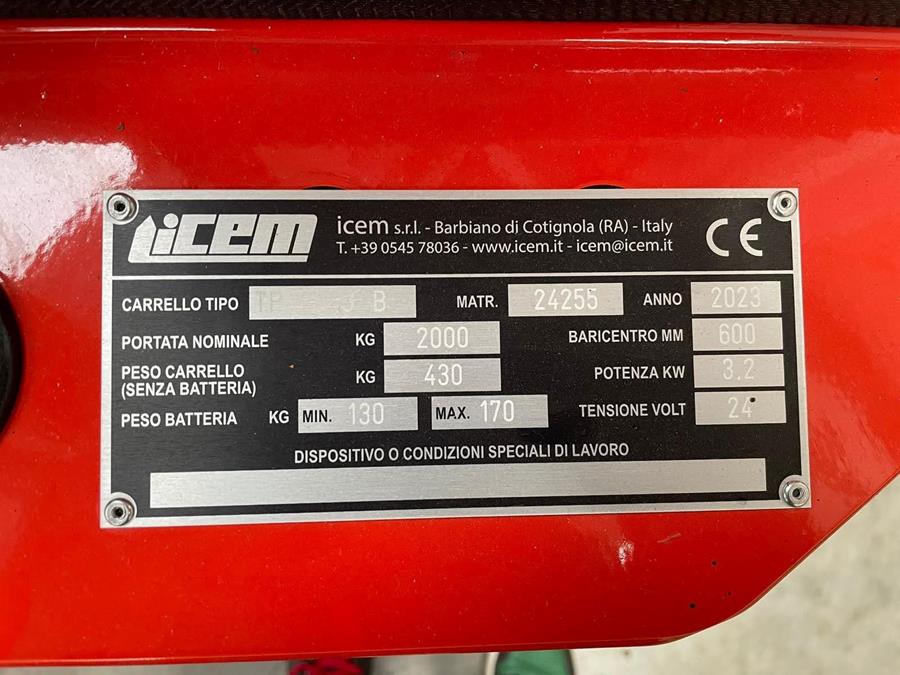 icem
icem s.r.l. - Barbiano di Cotignola (RA) - Italy
T. +39 0545 78036 - www.icem.it - icem@icem.it
CE
CARRELLO TIPO B MATR. 24255 ANNO 2023
PORTATA NOMINALE KG 2000 BARICENTRO MM 600
PESO CARRELLO
(SENZA BATTERIA) KG 430 POTENZA KW 3.2
PESO BATTERIA KG MIN. 130 MAX. 170 TENSIONE VOLT 24
DISPOSITIVO O CONDIZIONI SPECIALI DI LAVORO